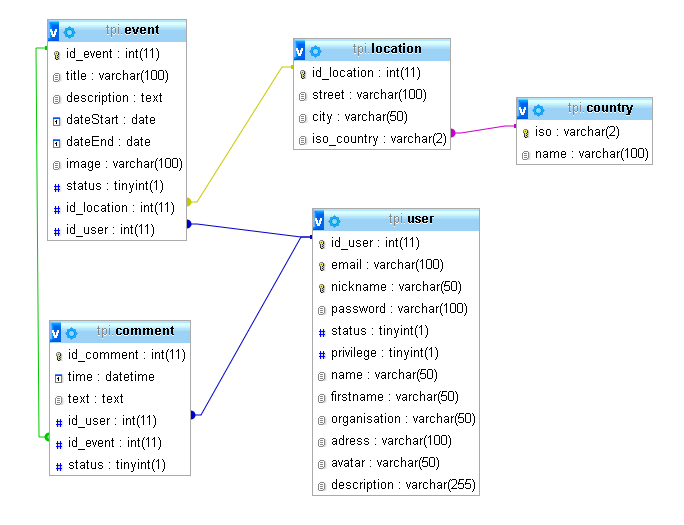 v tpi.event
id_event : int(11)
title : varchar(100)
description : text
dateStart : date
dateEnd : date
image : varchar(100)
# status : tinyint(1)
# id_location : int(11)
# id_user : int(11)
v tpi.location
id_location : int(11)
street : varchar(100)
city : varchar(50)
iso_country : varchar(2)
v tpi.country
iso : varchar(2)
name : varchar(100)
v tpi.user
id_user : int(11)
email : varchar(100)
nickname : varchar(50)
password : varchar(100)
# status : tinyint(1)
# privilege : tinyint(1)
name : varchar(50)
firstname : varchar(50)
organisation : varchar(50)
adress : varchar(100)
avatar : varchar(50)
description : varchar(255)
v tpi.comment
id_comment : int(11)
time : datetime
text : text
# id_user : int(11)
# id_event : int(11)
# status : tinyint(1)